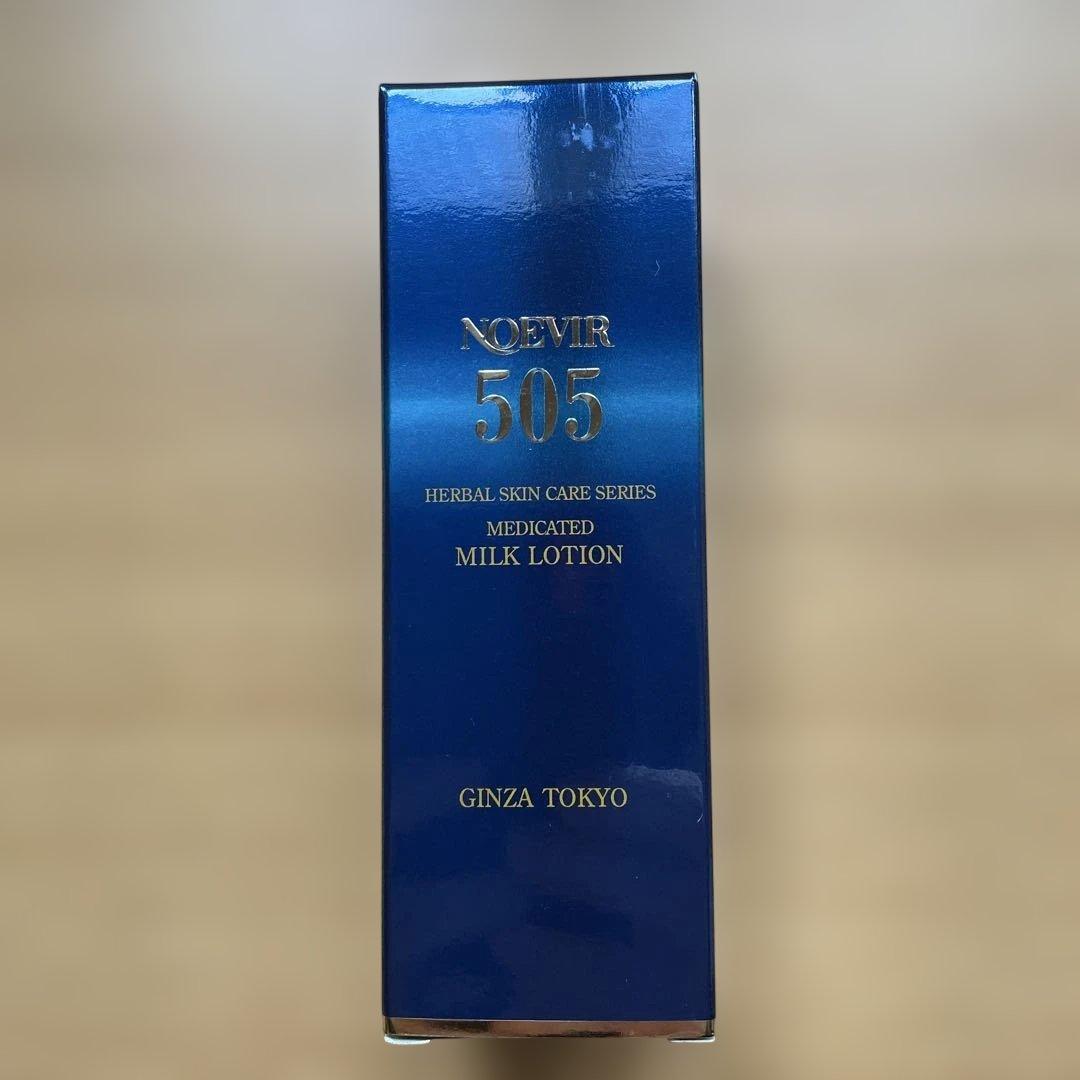 NOEVIR
505
HERBAL SKIN CARE SERIES
MEDICATED
MILK LOTION
GINZA TOKYO